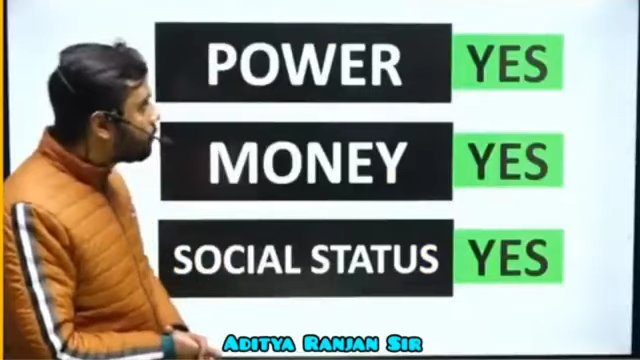 POWER YES
MONEY YES
SOCIAL STATUS YES
ADITYA RANJAN SIR